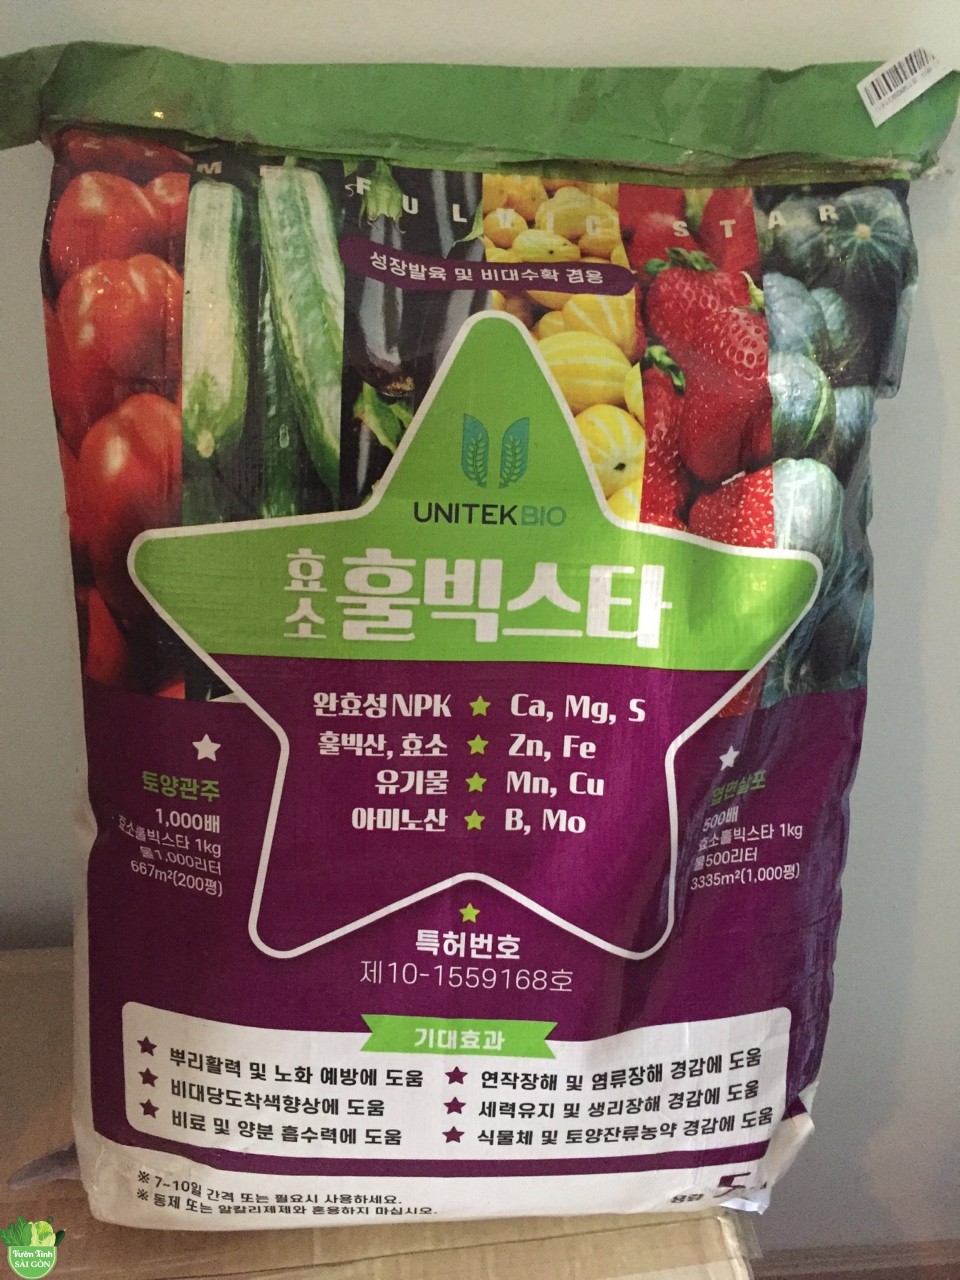 Z Y M E FULVIC STAR
성장발육 및 비대수확 겸용
UNITEKBIO
효소 훌빅스타
완효성NPK ★ Ca, Mg, S
훌빅산, 효소 ★ Zn, Fe
유기물 ★ Mn, Cu
아미노산 ★ B, Mo
토양관주
1,000배
효소훌빅스타 1kg
물1,000리터
667m²(200평)
엽면살포
500배
효소훌빅스타 1kg
물500리터
3335m²(1,000평)
특허번호
제10-1559168호
기대효과
★ 뿌리활력 및 노화 예방에 도움
★ 비대당도착색향상에 도움
★ 비료 및 양분 흡수력에 도움
★ 연작장해 및 염류장해 경감에 도움
★ 세력유지 및 생리장해 경감에 도움
★ 식물체 및 토양잔류농약 경감에 도움
※ 7~10일 간격 또는 필요시 사용하세요.
※ 동제 또는 알칼리제제와 혼용하지 마십시오.
용량 5
Vườn Xinh
SÀI GÒN